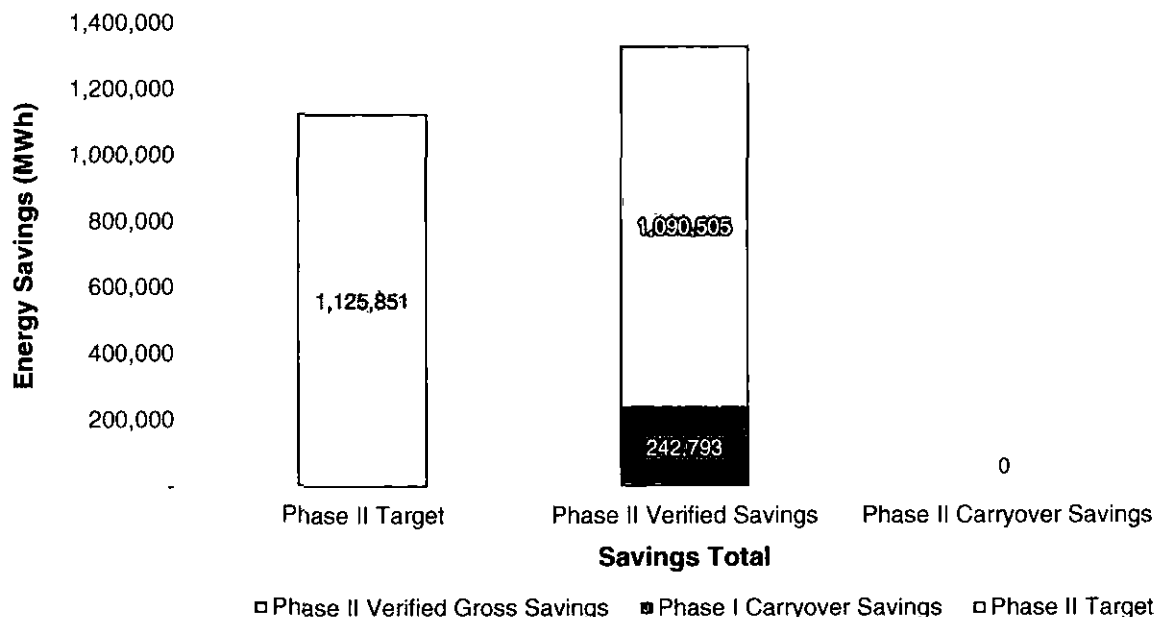 1,400,000
1,200,000
1,000,000
800,000
600,000
400,000
200,000
-
Energy Savings (MWh)
1,125,851
1,090,505
242,793
0
Phase II Target
Phase II Verified Savings
Phase II Carryover Savings
Savings Total
Phase II Verified Gross Savings
Phase I Carryover Savings
Phase II Target